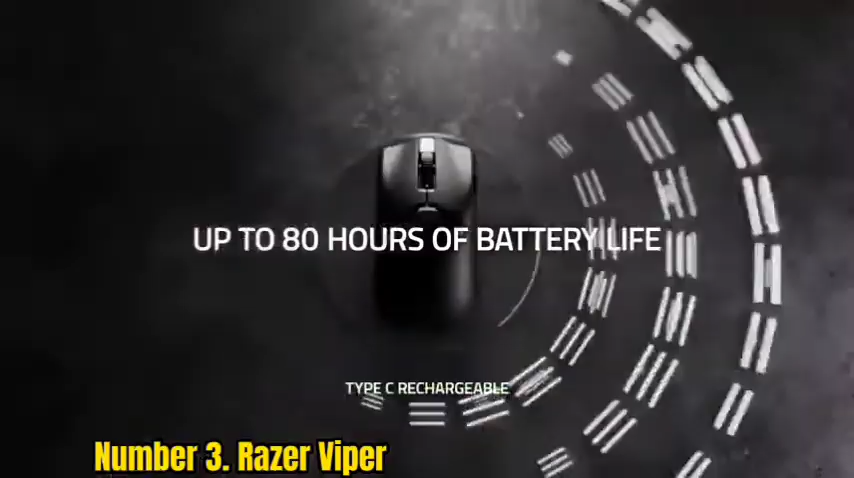 UP TO 80 HOURS OF BATTERY LIFE
TYPE C RECHARGEABLE
Number 3. Razer Viper